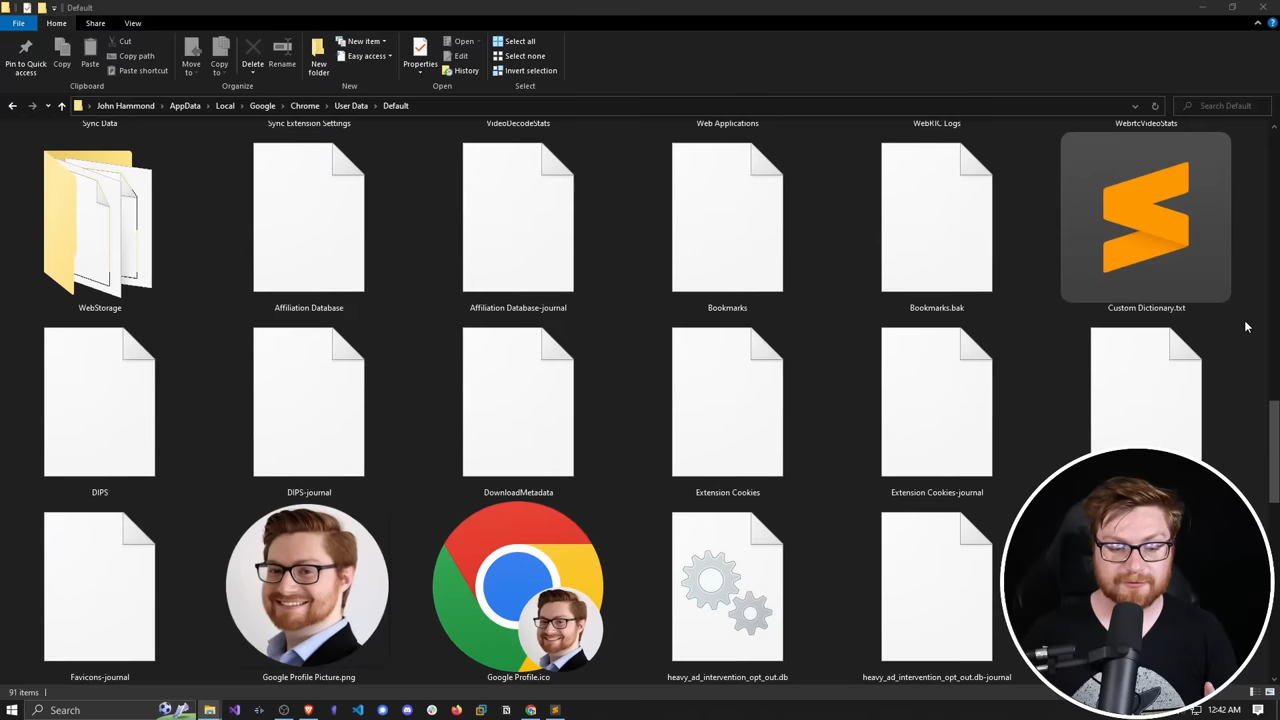 Default
File Home Share View
Pin to Quick access
Copy
Paste
Cut
Copy path
Paste shortcut
Clipboard
Move to
Copy to
Delete
Rename
Organize
New folder
New item
Easy access
New
Properties
Open
Edit
History
Open
Select all
Select none
Invert selection
Select
John Hammond > AppData > Local > Google > Chrome > User Data > Default
Search Default
Sync Data Sync Extension Settings VideoDecodeStats Web Applications WebRTC Logs WebrtcVideoStats
WebStorage Affiliation Database Affiliation Database-journal Bookmarks Bookmarks.bak Custom Dictionary.txt
DIPS DIPS-journal DownloadMetadata Extension Cookies Extension Cookies-journal
Favicons-journal Google Profile Picture.png Google Profile.ico heavy_ad_intervention_opt_out.db heavy_ad_intervention_opt_out.db-journal
91 items
Search
12:42 AM